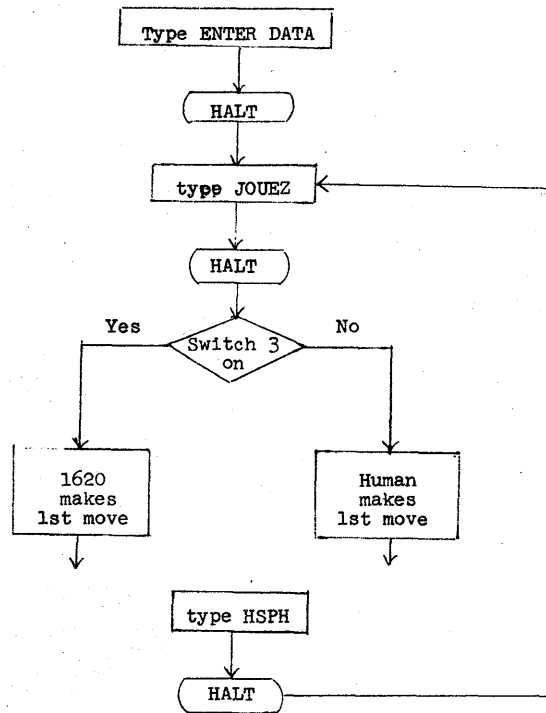 Type ENTER DATA
HALT
type JOUEZ
HALT
Yes
No
Switch 3
on
1620
makes
1st move
Human
makes
1st move
type HSPH
HALT